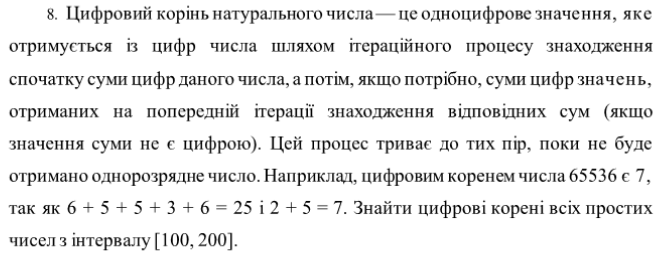 8. Цифровий корінь натурального числа — це одноцифрове значення, яке
отримується із цифр числа шляхом ітераційного процесу знаходження
спочатку суми цифр даного числа, а потім, якщо потрібно, суми цифр значень,
отриманих на попередній ітерації знаходження відповідних сум (якщо
значення суми не є цифрою). Цей процес триває до тих пір, поки не буде
отримано однорозрядне число. Наприклад, цифровим коренем числа 65536 є 7,
так як 6 + 5 + 5 + 3 + 6 = 25 і 2 + 5 = 7. Знайти цифрові корені всіх простих
чисел з інтервалу [100, 200].